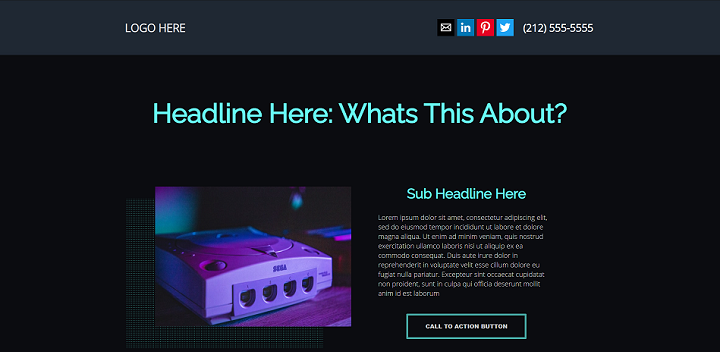 LOGO HERE
(212) 555-5555
Headline Here: Whats This About?
SEGA
Sub Headline Here
Lorem ipsum dolor sit amet, consectetur adipiscing elit,
sed do eiusmod tempor incididunt ut labore et dolore
magna aliqua. Ut enim ad minim veniam, quis nostrud
exercitation ullamco laboris nisi ut aliquip ex ea
commodo consequat. Duis aute irure dolor in
reprehenderit in voluptate velit esse cillum dolore eu
fugiat nulla pariatur. Excepteur sint occaecat cupidatat
non proident, sunt in culpa qui officia deserunt mollit
anim id est laborum
CALL TO ACTION BUTTON